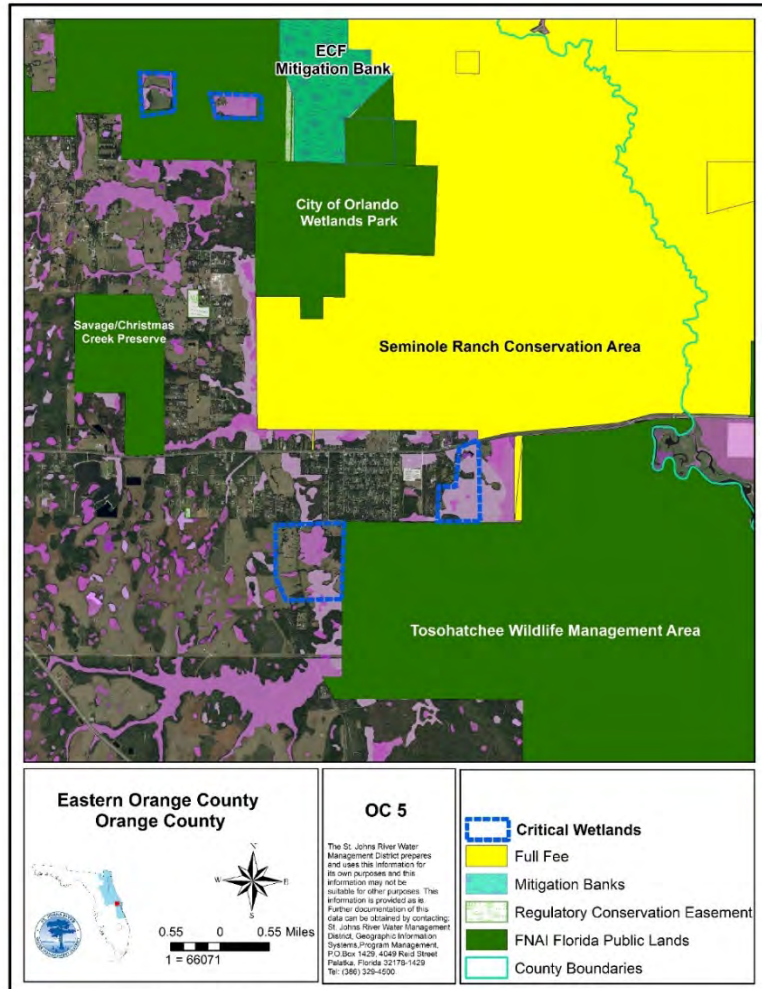 ECF
Mitigation Bank
City of Orlando
Wetlands Park
Savage/Christmas
Creek Preserve
Seminole Ranch Conservation Area
Tosohatchee Wildlife Management Area
Eastern Orange County
Orange County
N
W
E
S
0.55 0 0.55 Miles
1 = 66071
OC 5
The St. Johns River Water
Management District prepares
and uses this information for
its own purposes and this
information may not be
suitable for other purposes. This
information is provided as is.
Further documentation of this
data can be obtained by contacting:
St. Johns River Water Management
District, Geographic Information
Systems,Program Management,
P.O.Box 1429, 4049 Reid Street
Palatka, Florida 32178-1429
Tel: (386) 329-4500.
Critical Wetlands
Full Fee
Mitigation Banks
Regulatory Conservation Easement
FNAI Florida Public Lands
County Boundaries